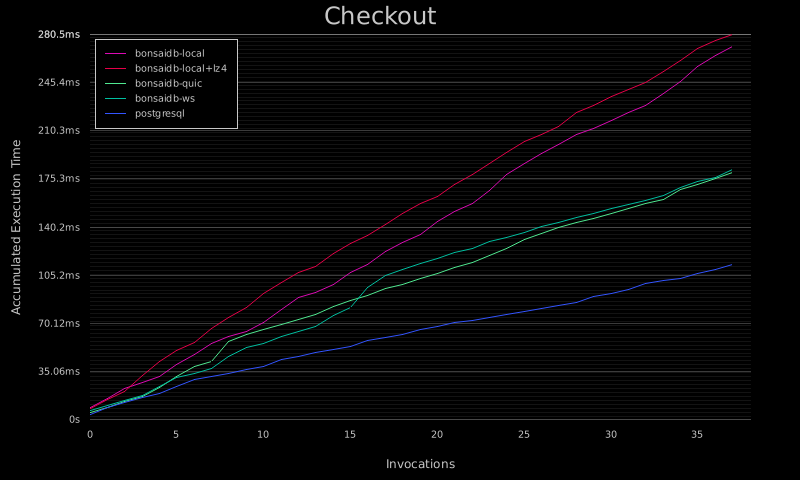 Checkout
280.5ms
245.4ms
210.3ms
175.3ms
140.2ms
105.2ms
70.12ms
35.06ms
0s
bonsaidb-local
bonsaidb-local+lz4
bonsaidb-quic
bonsaidb-ws
postgresql
Accumulated Execution Time
0 5 10 15 20 25 30 35
Invocations